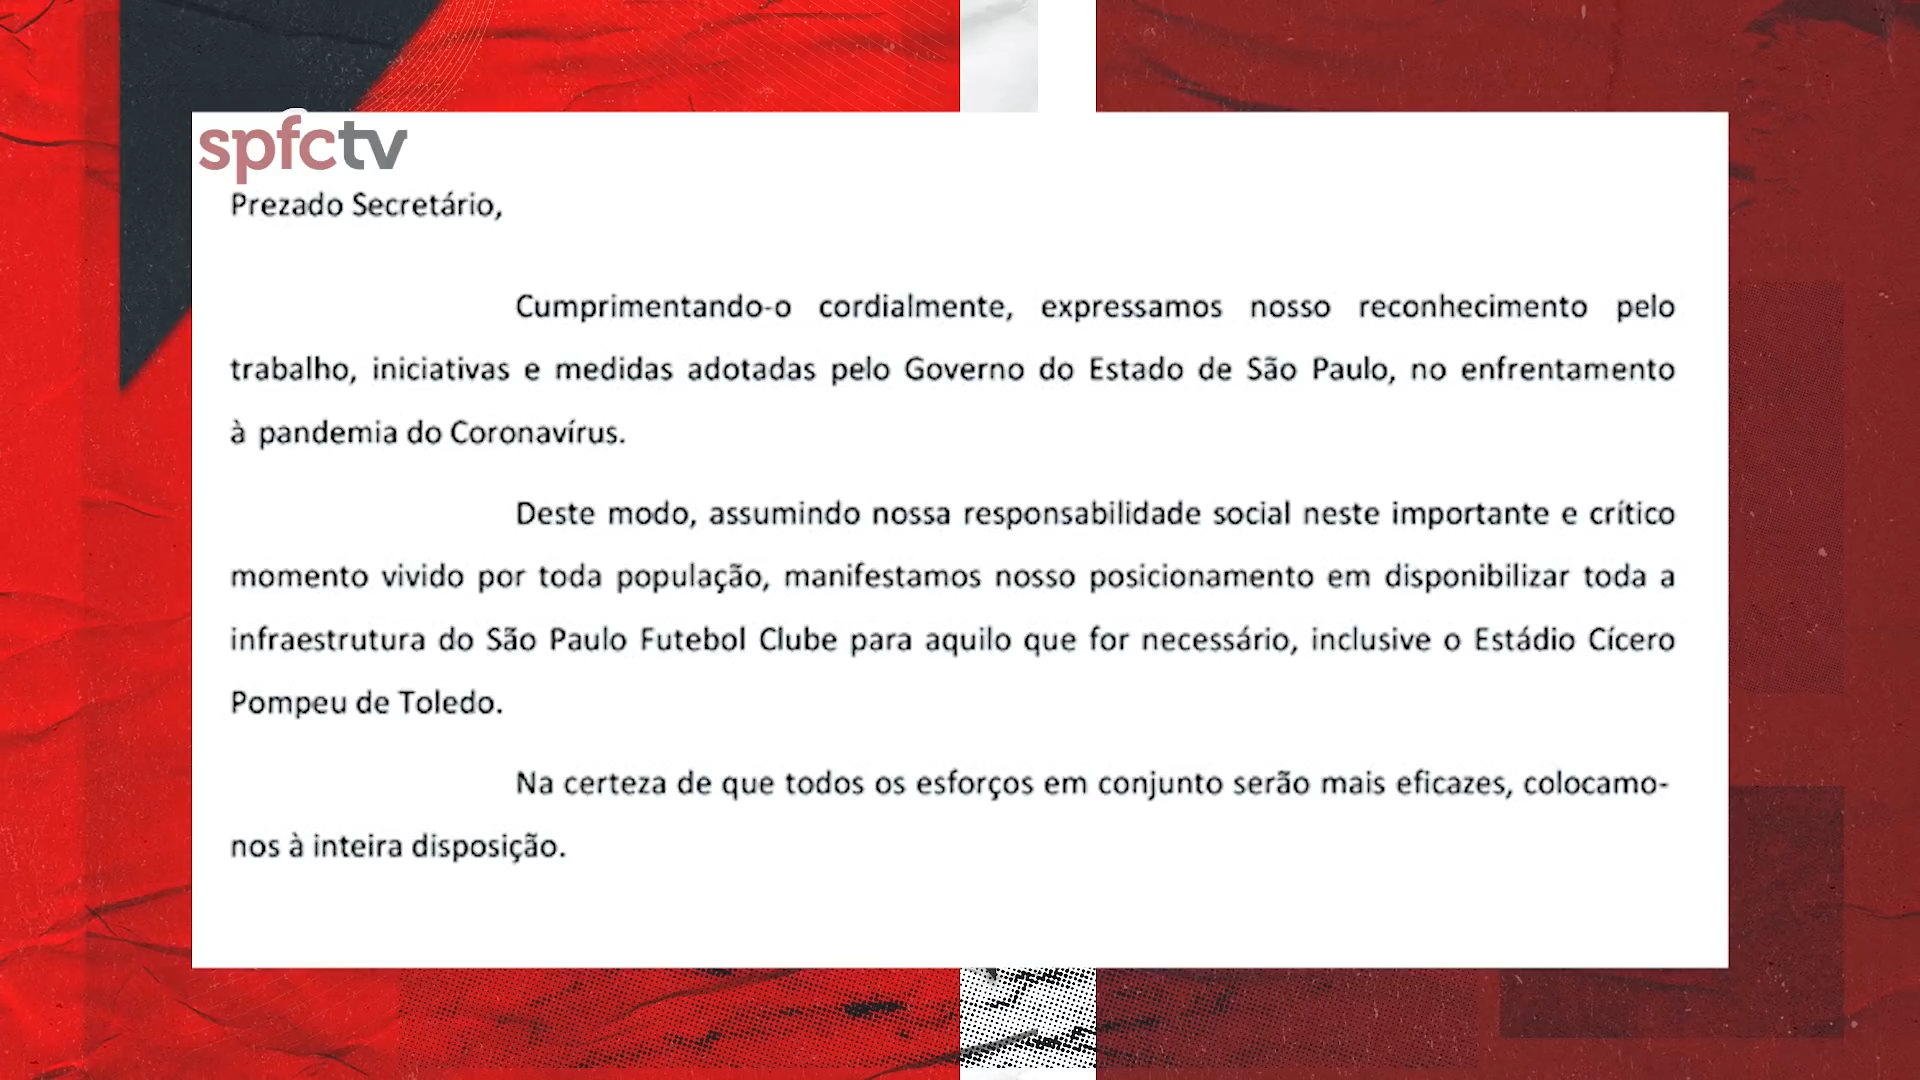 spfctv
Prezado Secretário,
Cumprimentando-o cordialmente, expressamos nosso reconhecimento pelo
trabalho, iniciativas e medidas adotadas pelo Governo do Estado de São Paulo, no enfrentamento
à pandemia do Coronavírus.
Deste modo, assumindo nossa responsabilidade social neste importante e crítico
momento vivido por toda população, manifestamos nosso posicionamento em disponibilizar toda a
infraestrutura do São Paulo Futebol Clube para aquilo que for necessário, inclusive o Estádio Cícero
Pompeu de Toledo.
Na certeza de que todos os esforços em conjunto serão mais eficazes, colocamo-
nos à inteira disposição.